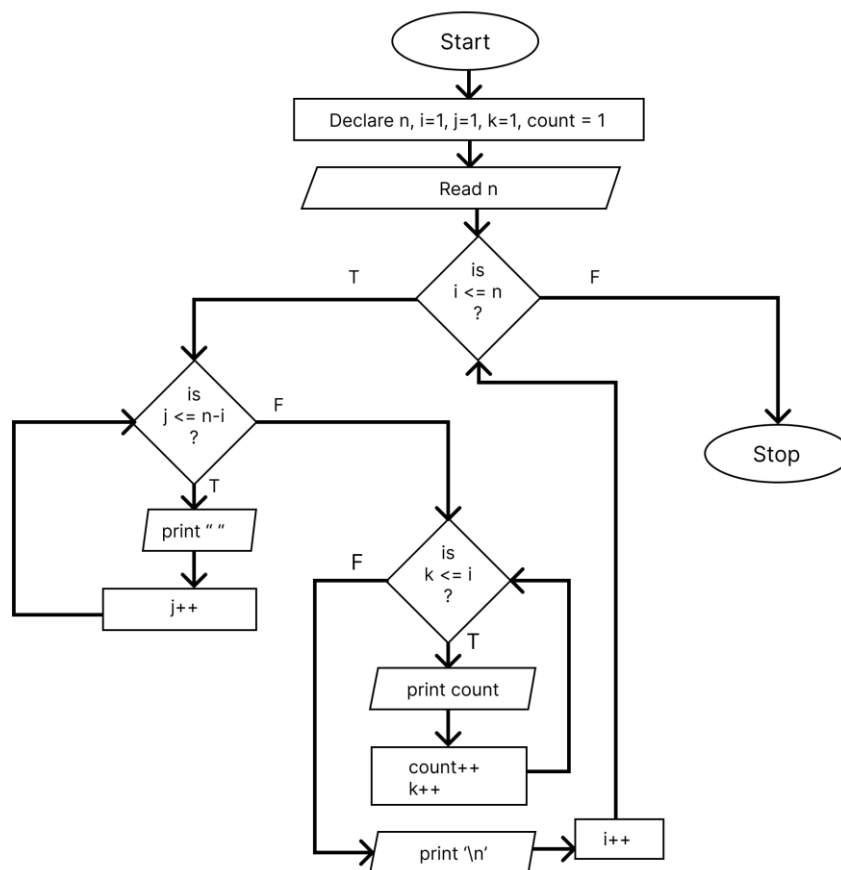 Start
Declare n, i=1, j=1, k=1, count = 1
Read n
is
i <= n
?
T
F
is
j <= n-i
?
F
T
Stop
print “ “
j++
is
k <= i
?
F
T
print count
count++
k++
print ‘\n’
i++